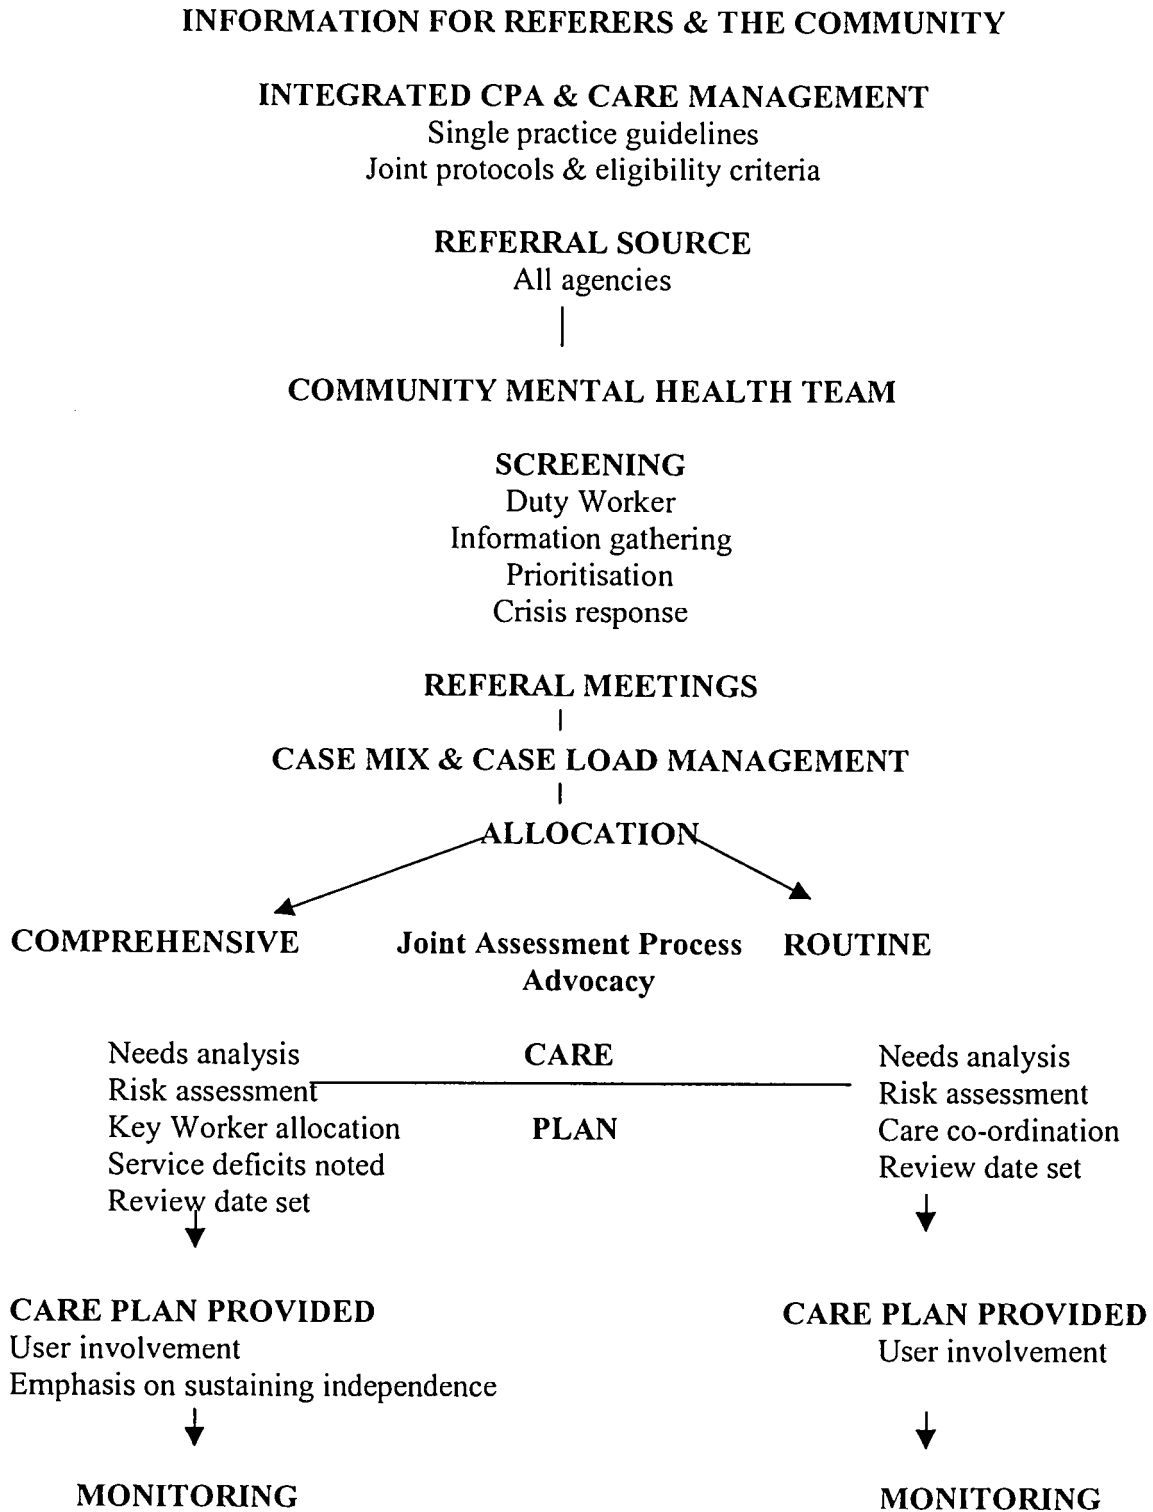 INFORMATION FOR REFERERS & THE COMMUNITY
INTEGRATED CPA & CARE MANAGEMENT
Single practice guidelines
Joint protocols & eligibility criteria
REFERRAL SOURCE
All agencies
COMMUNITY MENTAL HEALTH TEAM
SCREENING
Duty Worker
Information gathering
Prioritisation
Crisis response
REFERAL MEETINGS
CASE MIX & CASE LOAD MANAGEMENT
ALLOCATION
COMPREHENSIVE
Joint Assessment Process
Advocacy
ROUTINE
Needs analysis
Risk assessment
Key Worker allocation
Service deficits noted
Review date set
CARE
PLAN
Needs analysis
Risk assessment
Care co-ordination
Review date set
CARE PLAN PROVIDED
User involvement
Emphasis on sustaining independence
CARE PLAN PROVIDED
User involvement
MONITORING
MONITORING